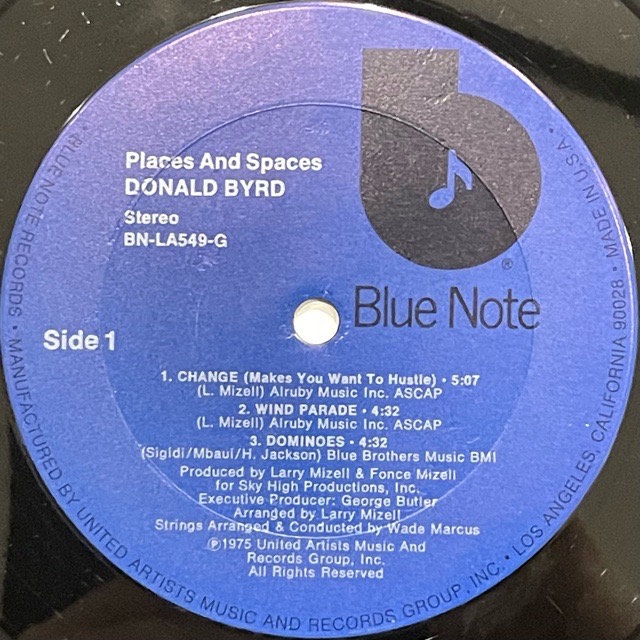 Places And Spaces
DONALD BYRD
Stereo
BN-LA549-G
®
Blue Note
Side 1
1. CHANGE (Makes You Want To Hustle) • 5:07
(L. Mizell) Alruby Music Inc. ASCAP
2. WIND PARADE • 4:32
(L. Mizell) Alruby Music Inc. ASCAP
3. DOMINOES • 4:32
(Sigidi/Mbaui/H. Jackson) Blue Brothers Music BMI
Produced by Larry Mizell & Fonce Mizell
for Sky High Productions, Inc.
Executive Producer: George Butler
Arranged by Larry Mizell
Strings Arranged & Conducted by Wade Marcus
℗1975 United Artists Music And
Records Group, Inc.
All Rights Reserved
• BLUE NOTE RECORDS • MANUFACTURED BY UNITED ARTISTS MUSIC AND RECORDS GROUP, INC. • LOS ANGELES, CALIFORNIA 90028 • MADE IN U.S.A. •